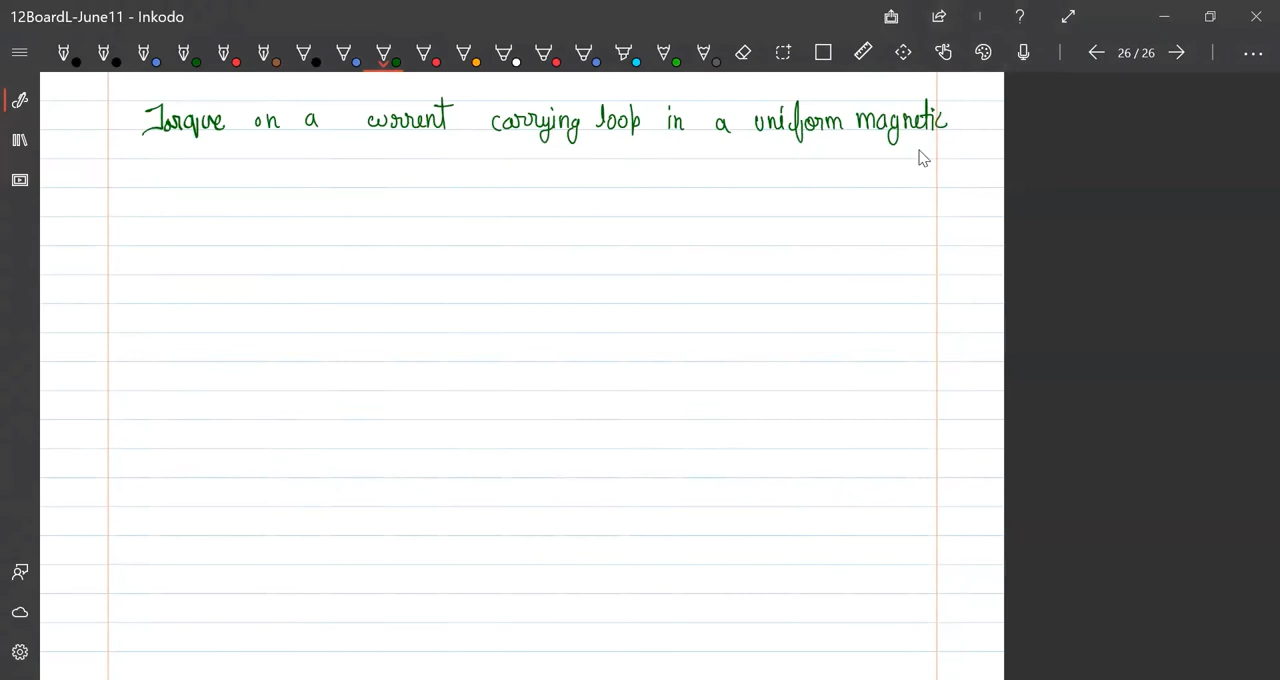 12BoardL-June11 - Inkodo
26 / 26
Torque on a current carrying loop in a uniform magnetic